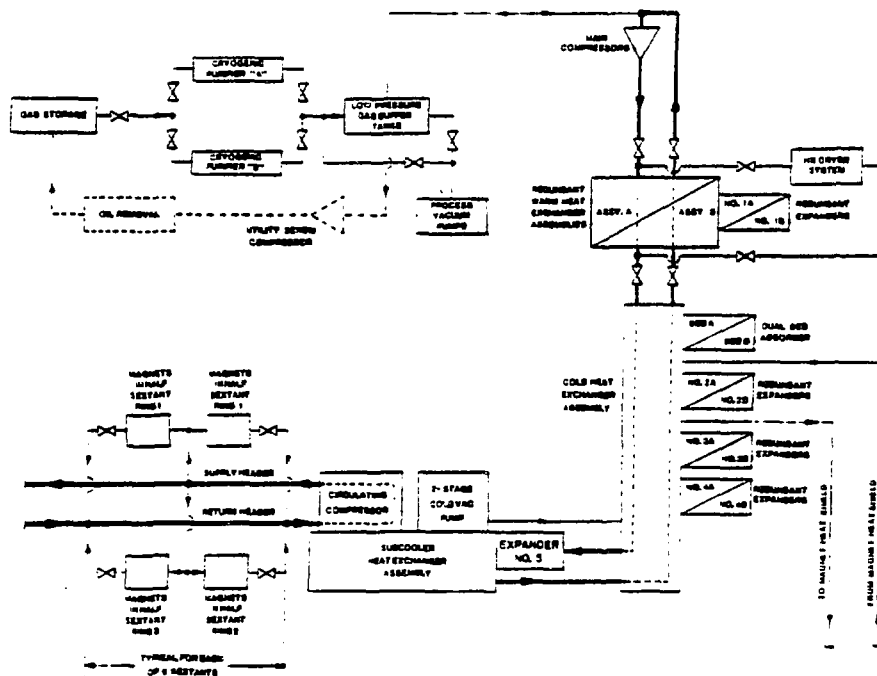 MAIN
COMPRESSORS
CRYOGENIC
PURIFIER "A"
GAS STORAGE
LOW PRESSURE
GAS BUFFER
TANKS
CRYOGENIC
PURIFIER "B"
HE DRYER
SYSTEM
REDUNDANT
WARM HEAT
EXCHANGER
ASSEMBLIES
ASSY. A
ASSY. B
NO. 1A
NO. 1B
REDUNDANT
EXPANDERS
OIL REMOVAL
UTILITY SCREW
COMPRESSOR
PROCESS
VACUUM
PUMPS
BED A
BED B
DUAL BED
ADSORBER
COLD HEAT
EXCHANGER
ASSEMBLY
NO. 2A
NO. 2B
REDUNDANT
EXPANDERS
NO. 3A
NO. 3B
REDUNDANT
EXPANDERS
NO. 4A
NO. 4B
REDUNDANT
EXPANDERS
MAGNETS
IN HALF
SEXTANT
RING 1
MAGNETS
IN HALF
SEXTANT
RING 1
SUPPLY HEADER
RETURN HEADER
CIRCULATING
COMPRESSOR
2-STAGE
COLD VAC
PUMP
SUBCOOLER
HEAT EXCHANGER
ASSEMBLY
EXPANDER
NO. 5
MAGNETS
IN HALF
SEXTANT
RING 2
MAGNETS
IN HALF
SEXTANT
RING 2
TYPICAL FOR EACH
OF 6 SEXTANTS
TO MAGNET HEAT SHIELD
FROM MAGNET HEAT SHIELD